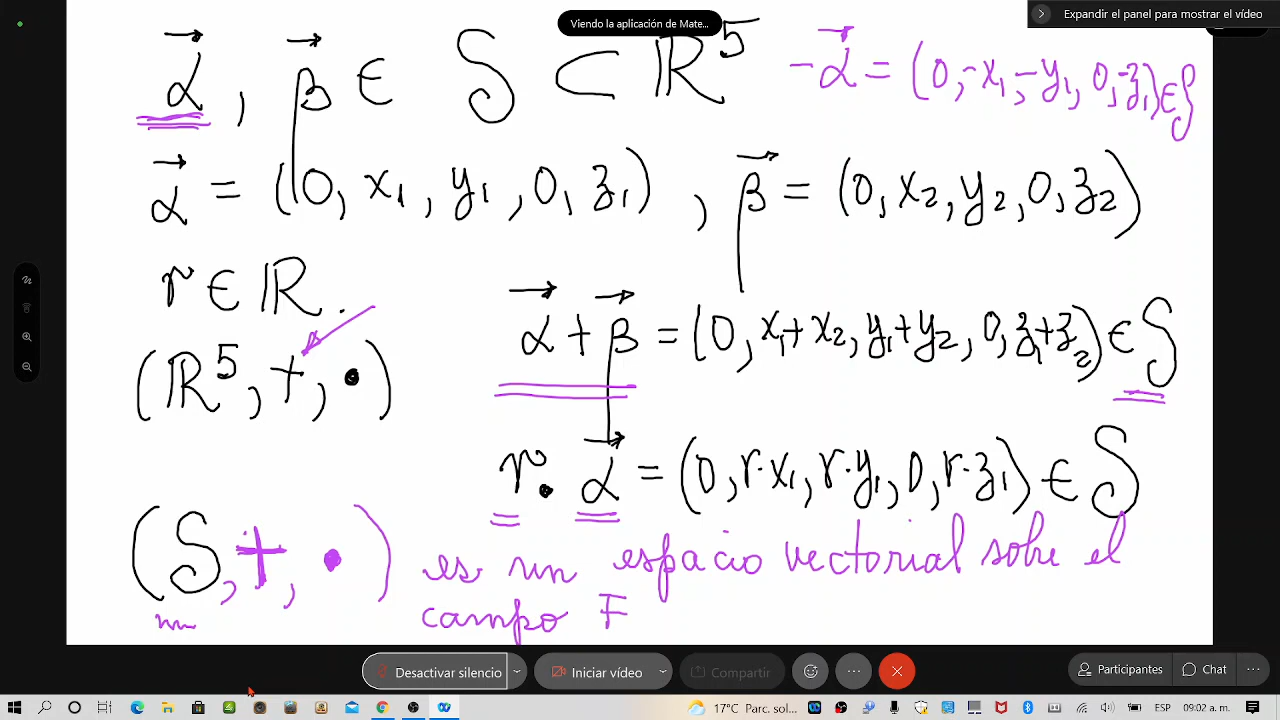 Viendo la aplicación de Mate...
Expandir el panel para mostrar el vídeo
α⃗, β⃗ ∈ S ⊂ ℝ⁵
-α⃗ = (0, -x₁, -y₁, 0, -z₁) ∈ S
α⃗ = (0, x₁, y₁, 0, z₁), β⃗ = (0, x₂, y₂, 0, z₂)
r ∈ ℝ.
α⃗ + β⃗ = (0, x₁+x₂, y₁+y₂, 0, z₁+z₂) ∈ S
(ℝ⁵, +, •)
r • α⃗ = (0, r·x₁, r·y₁, 0, r·z₁) ∈ S
(S, +, •) es un espacio vectorial sobre el
campo F
Desactivar silencio
Iniciar vídeo
Compartir
Participantes
Chat
17°C Parc. sol...
ESP
09:02 a. m.